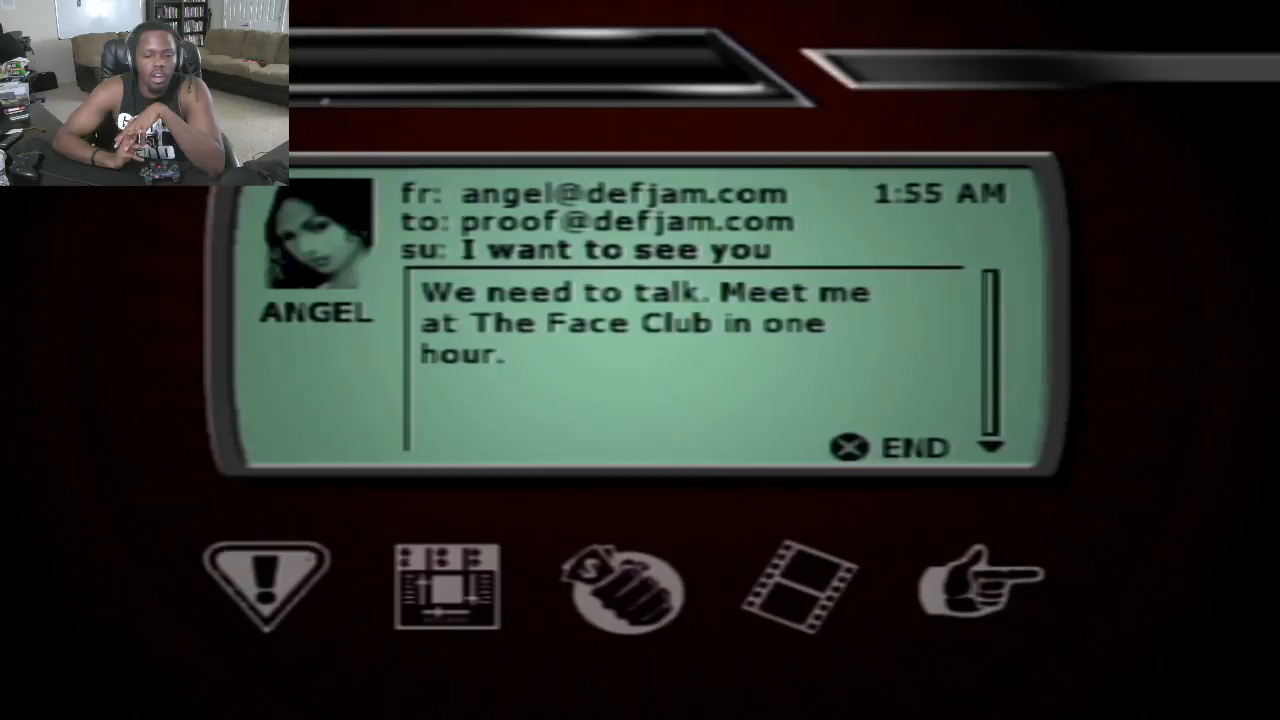 fr: angel@defjam.com
1:55 AM
to: proof@defjam.com
su: I want to see you
ANGEL
We need to talk. Meet me
at The Face Club in one
hour.
END